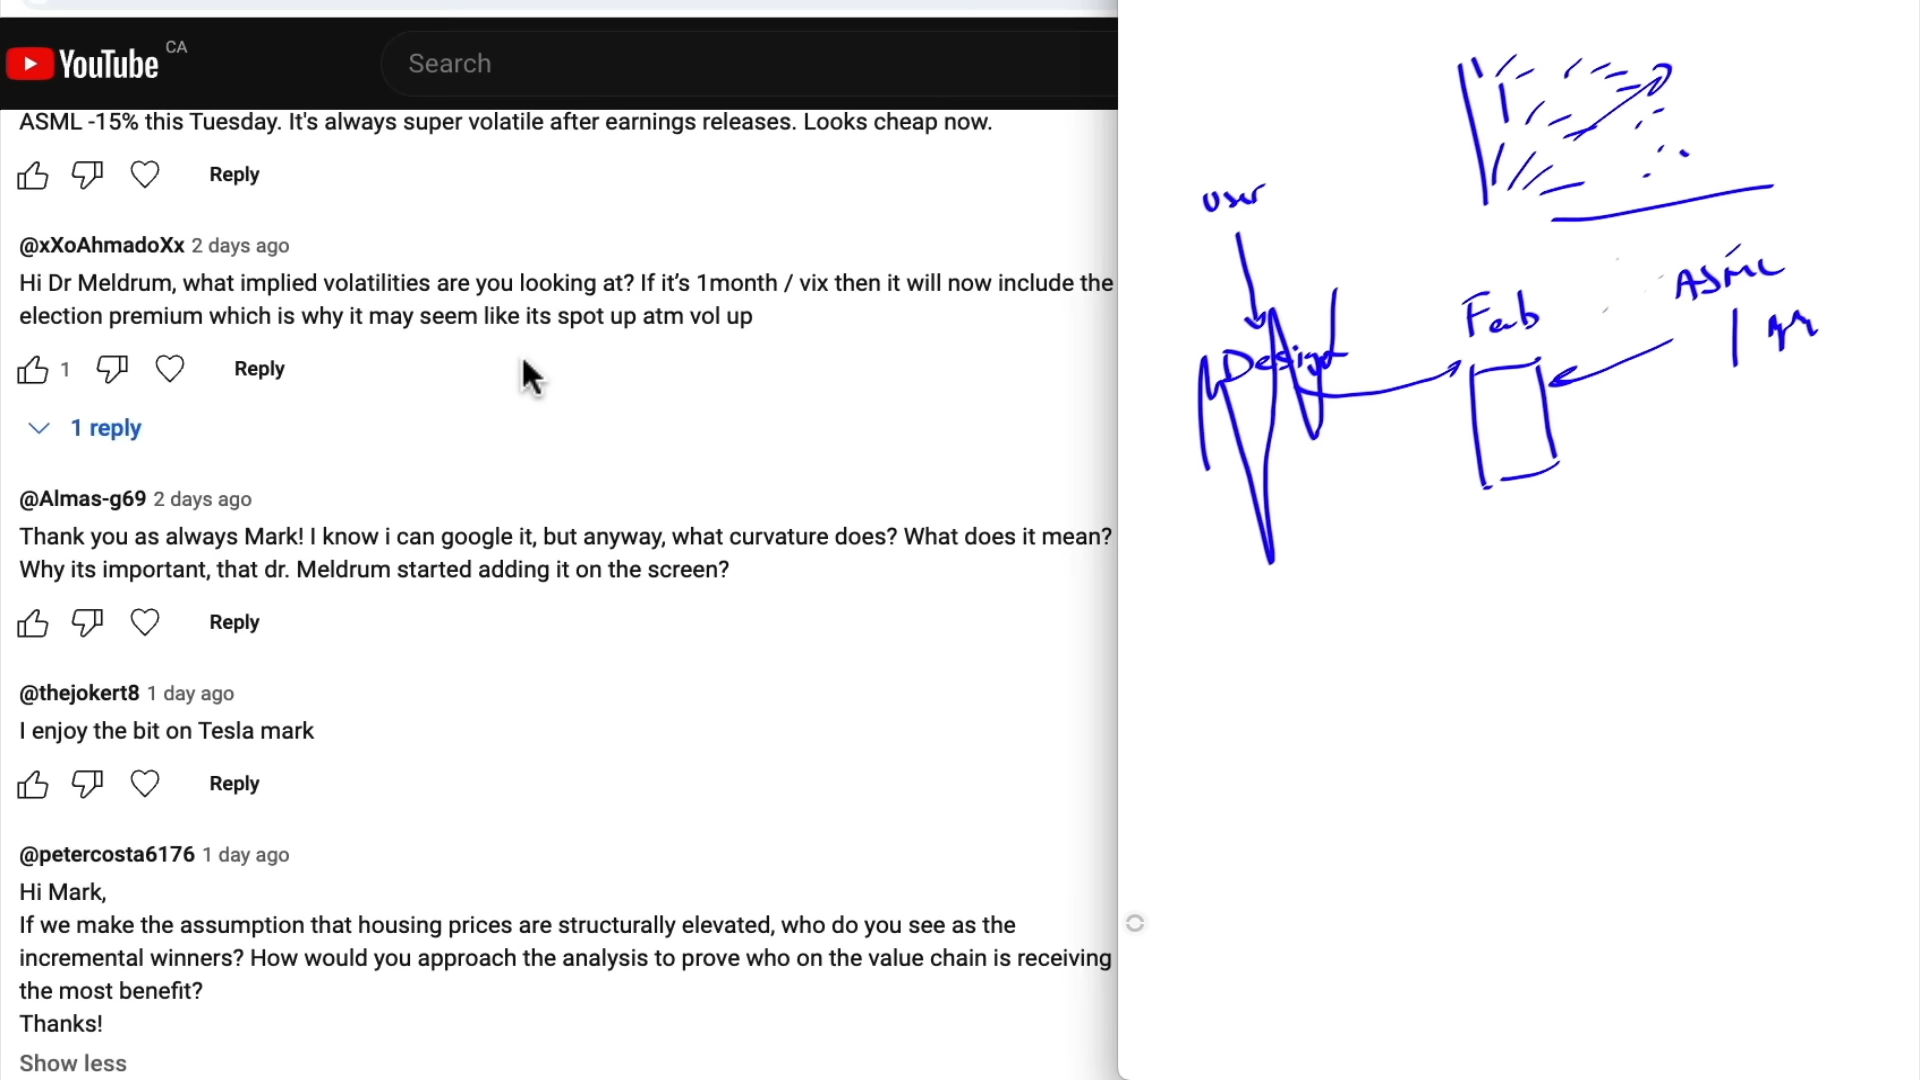 YouTube CA
Search
ASML -15% this Tuesday. It's always super volatile after earnings releases. Looks cheap now.
Reply
@xXoAhmadoXx 2 days ago
Hi Dr Meldrum, what implied volatilities are you looking at? If it’s 1month / vix then it will now include the
election premium which is why it may seem like its spot up atm vol up
1 Reply
1 reply
@Almas-g69 2 days ago
Thank you as always Mark! I know i can google it, but anyway, what curvature does? What does it mean?
Why its important, that dr. Meldrum started adding it on the screen?
Reply
@thejokert8 1 day ago
I enjoy the bit on Tesla mark
Reply
@petercosta6176 1 day ago
Hi Mark,
If we make the assumption that housing prices are structurally elevated, who do you see as the
incremental winners? How would you approach the analysis to prove who on the value chain is receiving
the most benefit?
Thanks!
Show less
User
Design
Fab
ASML